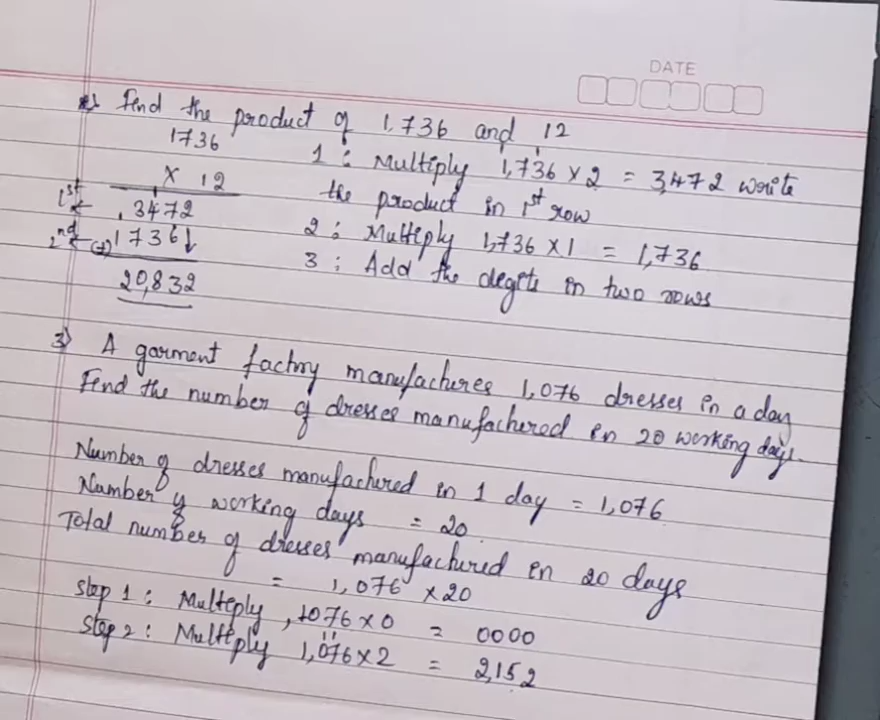 DATE
Find the product of 1,736 and 12
1736
1 : Multiply 1,736 x 2 = 3,472 write
x 12
the product in 1st row
1st 3472
2 : Multiply 1,736 x 1 = 1,736
2nd (+) 1736↓
3 : Add the degits in two rows
20,832
3) A garment factory manufactures 1,076 dresses in a day
Find the number of dresses manufactured in 20 working days.
Number of dresses manufactured in 1 day = 1,076
Number of working days = 20
Total number of dresses manufactured in 20 days
= 1,076 x 20
Step 1 : Multiply 1076 x 0 = 0000
Step 2 : Multiply 1,076 x 2 = 2,152